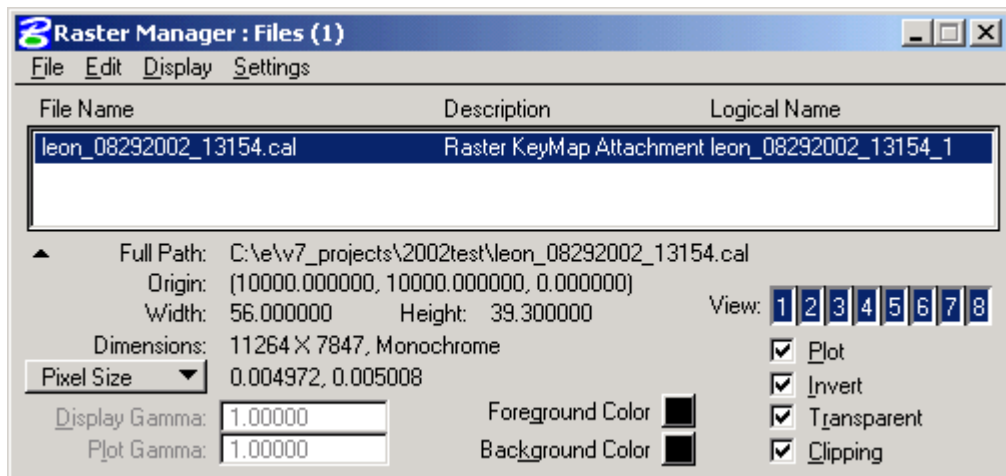 Raster Manager : Files (1)
File Edit Display Settings
File Name Description Logical Name
leon_08292002_13154.cal Raster KeyMap Attachment leon_08292002_13154_1
Full Path: C:\e\v7_projects\2002test\leon_08292002_13154.cal
Origin: (10000.000000, 10000.000000, 0.000000)
Width: 56.000000 Height: 39.300000
View: 1 2 3 4 5 6 7 8
Dimensions: 11264 X 7847, Monochrome
Plot
Pixel Size 0.004972, 0.005008
Invert
Display Gamma: 1.00000 Foreground Color
Transparent
Plot Gamma: 1.00000 Background Color
Clipping